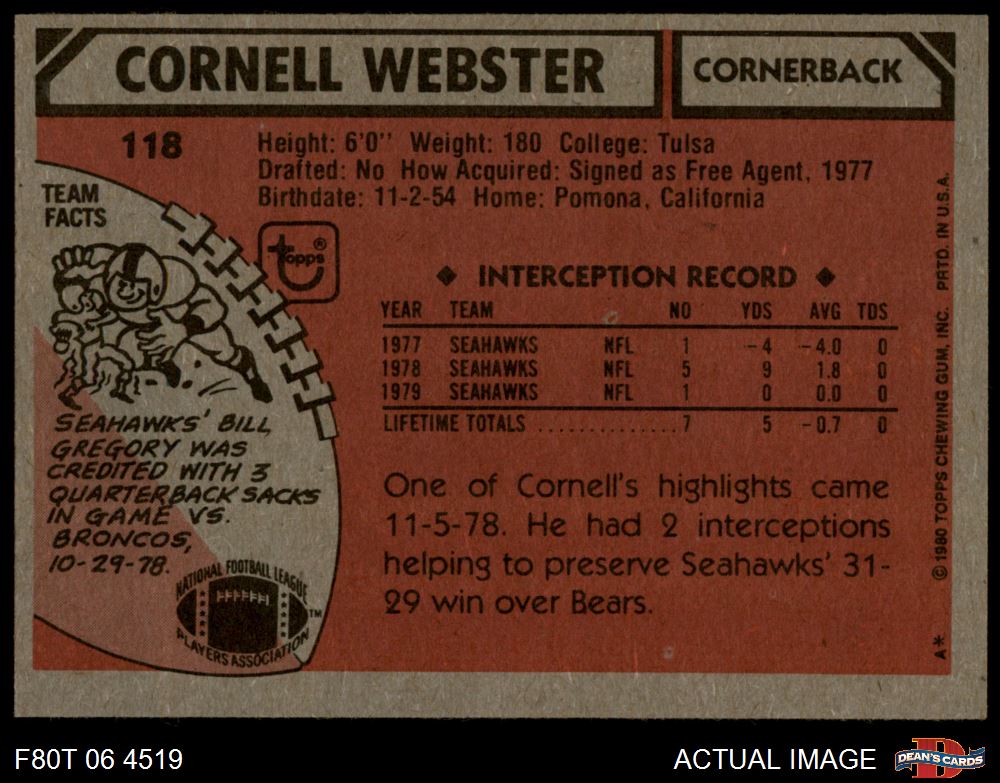 CORNELL WEBSTER
CORNERBACK
118
Height: 6'0" Weight: 180 College: Tulsa
Drafted: No How Acquired: Signed as Free Agent, 1977
Birthdate: 11-2-54 Home: Pomona, California
TEAM
FACTS
topps®
SEAHAWKS' BILL
GREGORY WAS
CREDITED WITH 3
QUARTERBACK SACKS
IN GAME VS.
BRONCOS,
10-29-78.
NATIONAL FOOTBALL LEAGUE
PLAYERS ASSOCIATION
™
◆ INTERCEPTION RECORD ◆
YEAR TEAM NO YDS AVG TDS
1977 SEAHAWKS NFL 1 -4 -4.0 0
1978 SEAHAWKS NFL 5 9 1.8 0
1979 SEAHAWKS NFL 1 0 0.0 0
LIFETIME TOTALS ..............7 5 -0.7 0
One of Cornell's highlights came
11-5-78. He had 2 interceptions
helping to preserve Seahawks' 31-
29 win over Bears.
©1980 TOPPS CHEWING GUM, INC. PRTD. IN U.S.A.
A*
F80T 06 4519
ACTUAL IMAGE
D
DEAN'S CARDS